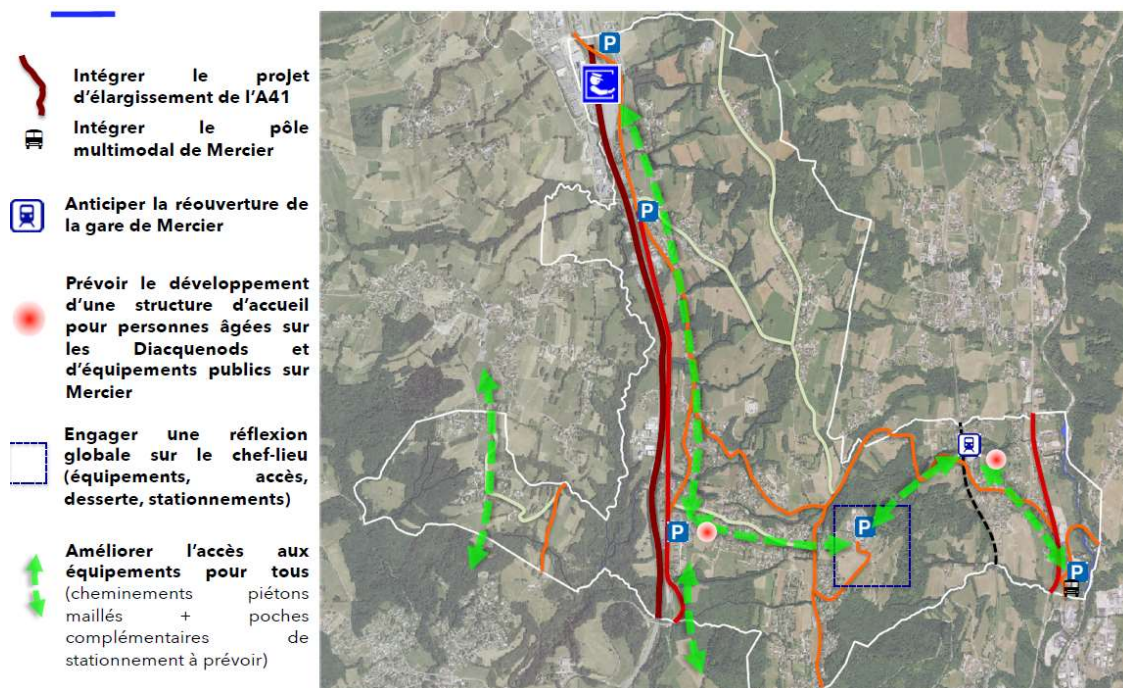 Intégrer le projet
d'élargissement de l'A41
Intégrer le pôle
multimodal de Mercier
Anticiper la réouverture de
la gare de Mercier
Prévoir le développement
d'une structure d'accueil
pour personnes âgées sur
les Diacquenods et
d'équipements publics sur
Mercier
Engager une réflexion
globale sur le chef-lieu
(équipements, accès,
desserte, stationnements)
Améliorer l'accès aux
équipements pour tous
(cheminements piétons
maillés + poches
complémentaires de
stationnement à prévoir)
P
P
P
P
P